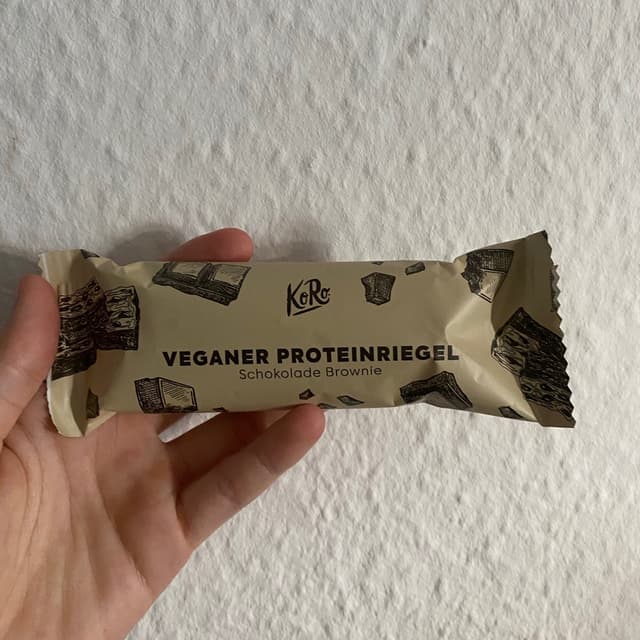 KoRo
VEGANER PROTEINRIEGEL
Schokolade Brownie